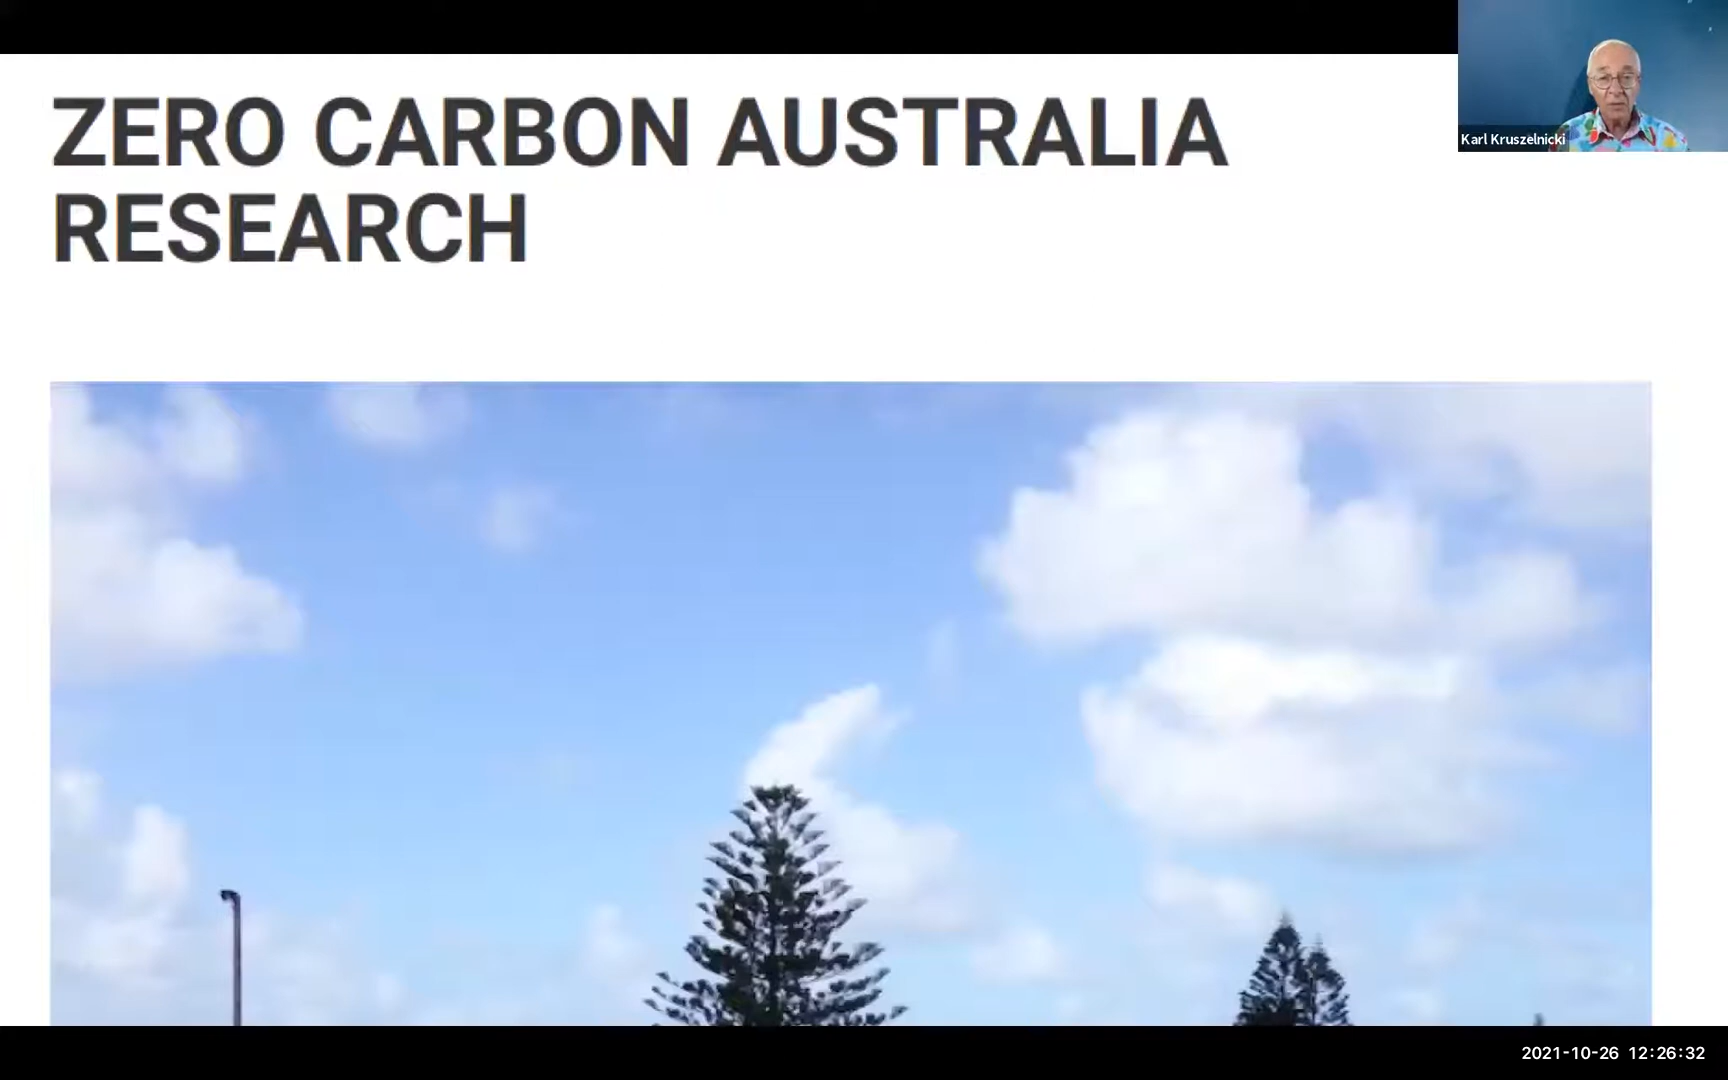 ZERO CARBON AUSTRALIA
RESEARCH
Karl Kruszelnicki
2021-10-26 12:26:32